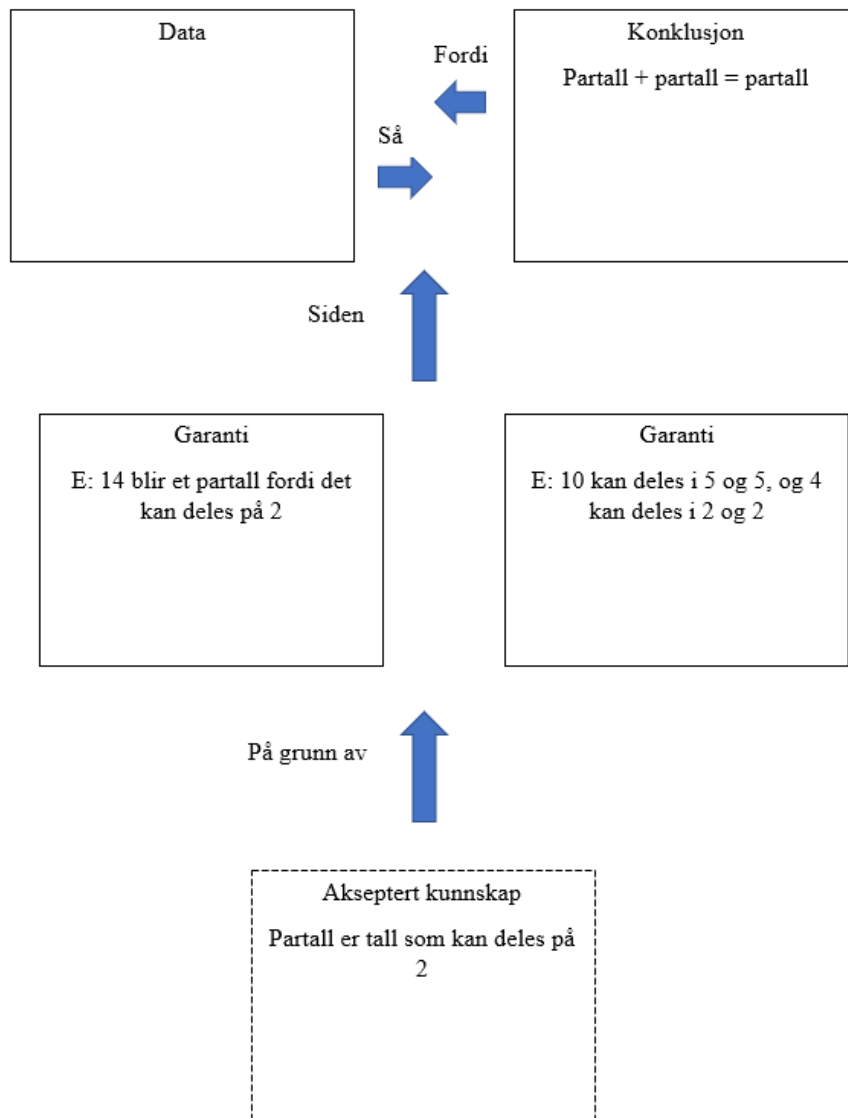 Data
Konklusjon
Fordi
Partall + partall = partall
Så
Siden
Garanti
E: 14 blir et partall fordi det
kan deles på 2
Garanti
E: 10 kan deles i 5 og 5, og 4
kan deles i 2 og 2
På grunn av
Akseptert kunnskap
Partall er tall som kan deles på
2